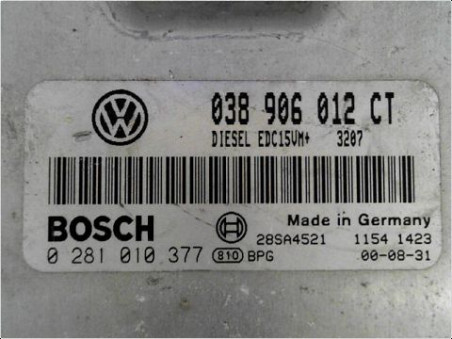 038 906 012 CT
DIESEL EDC15VM+ 3207
BOSCH
Made in Germany
28SA4521 1154 1423
0 281 010 377 810 BPG 00-08-31